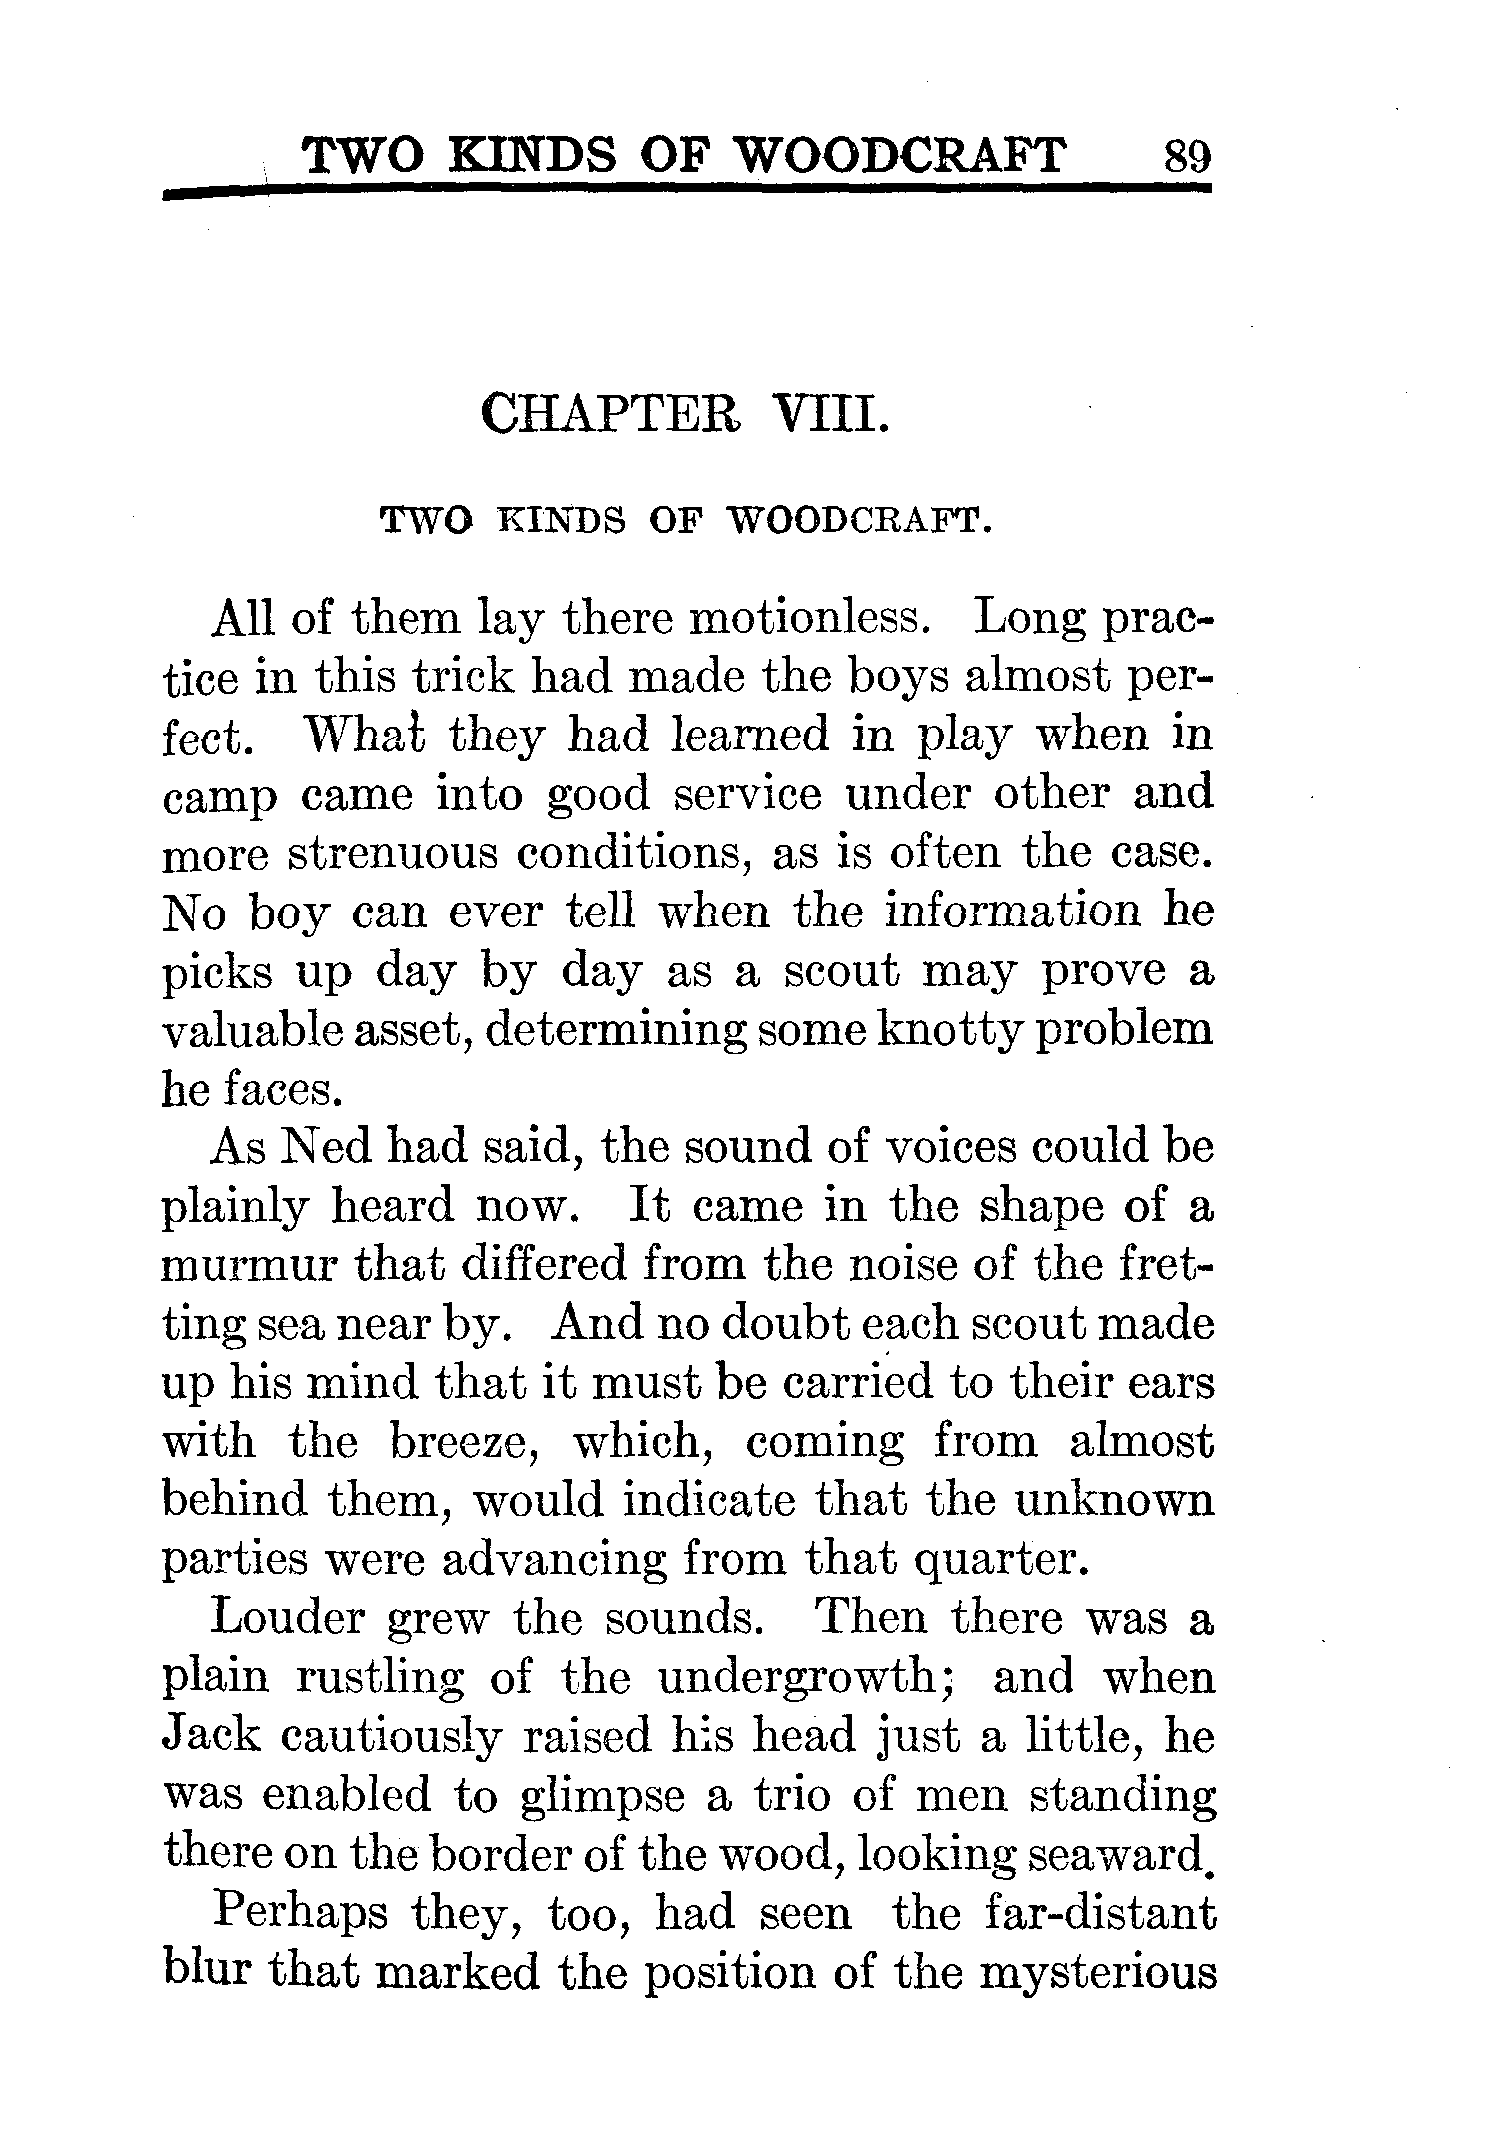 TWO KINDS OF WOODCRAFT 89
CHAPTER VIII.
TWO KINDS OF WOODCRAFT.
All of them lay there motionless. Long prac-
tice in this trick had made the boys almost per-
fect. What they had learned in play when in
camp came into good service under other and
more strenuous conditions, as is often the case.
No boy can ever tell when the information he
picks up day by day as a scout may prove a
valuable asset, determining some knotty problem
he faces.
As Ned had said, the sound of voices could be
plainly heard now. It came in the shape of a
murmur that differed from the noise of the fret-
ting sea near by. And no doubt each scout made
up his mind that it must be carried to their ears
with the breeze, which, coming from almost
behind them, would indicate that the unknown
parties were advancing from that quarter.
Louder grew the sounds. Then there was a
plain rustling of the undergrowth; and when
Jack cautiously raised his head just a little, he
was enabled to glimpse a trio of men standing
there on the border of the wood, looking seaward.
Perhaps they, too, had seen the far-distant
blur that marked the position of the mysterious